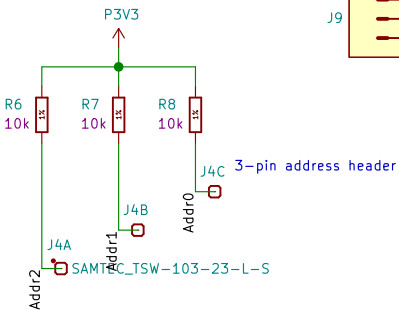 P3V3
J9
R6
10k
1%
R7
10k
1%
R8
10k
1%
3-pin address header
J4C
Addr0
J4B
Addr1
J4A
SAMTEC_TSW-103-23-L-S
Addr2